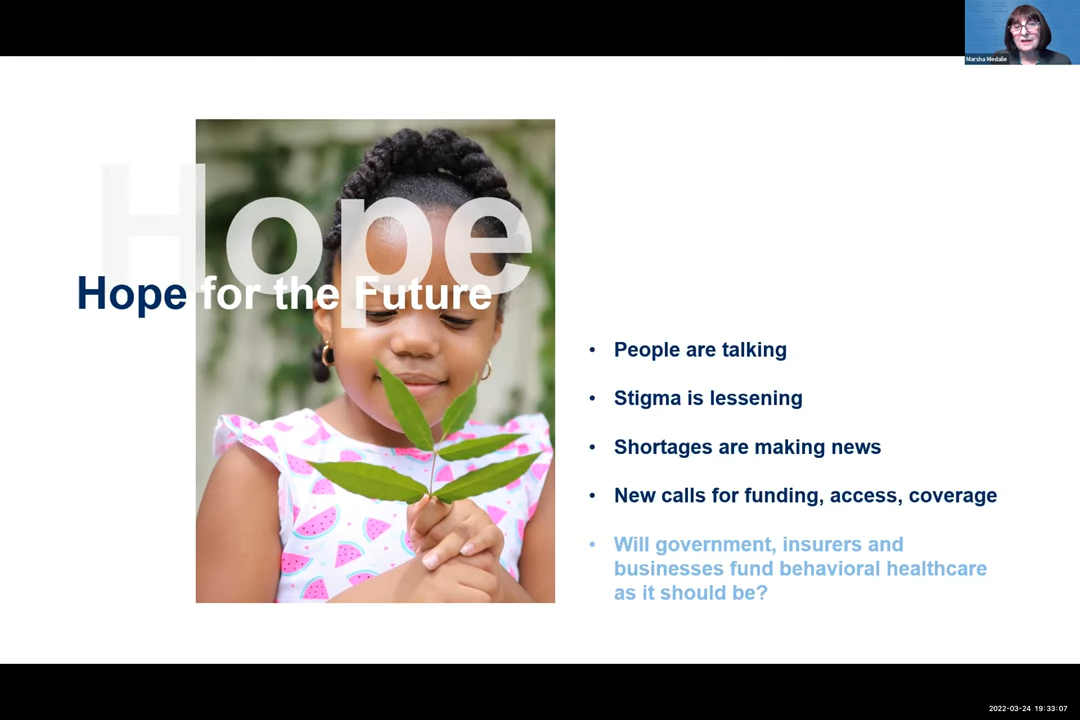 Marsha Medalie
Hope
Hope for the Future
• People are talking
• Stigma is lessening
• Shortages are making news
• New calls for funding, access, coverage
• Will government, insurers and
businesses fund behavioral healthcare
as it should be?
2022-03-24 19:33:07